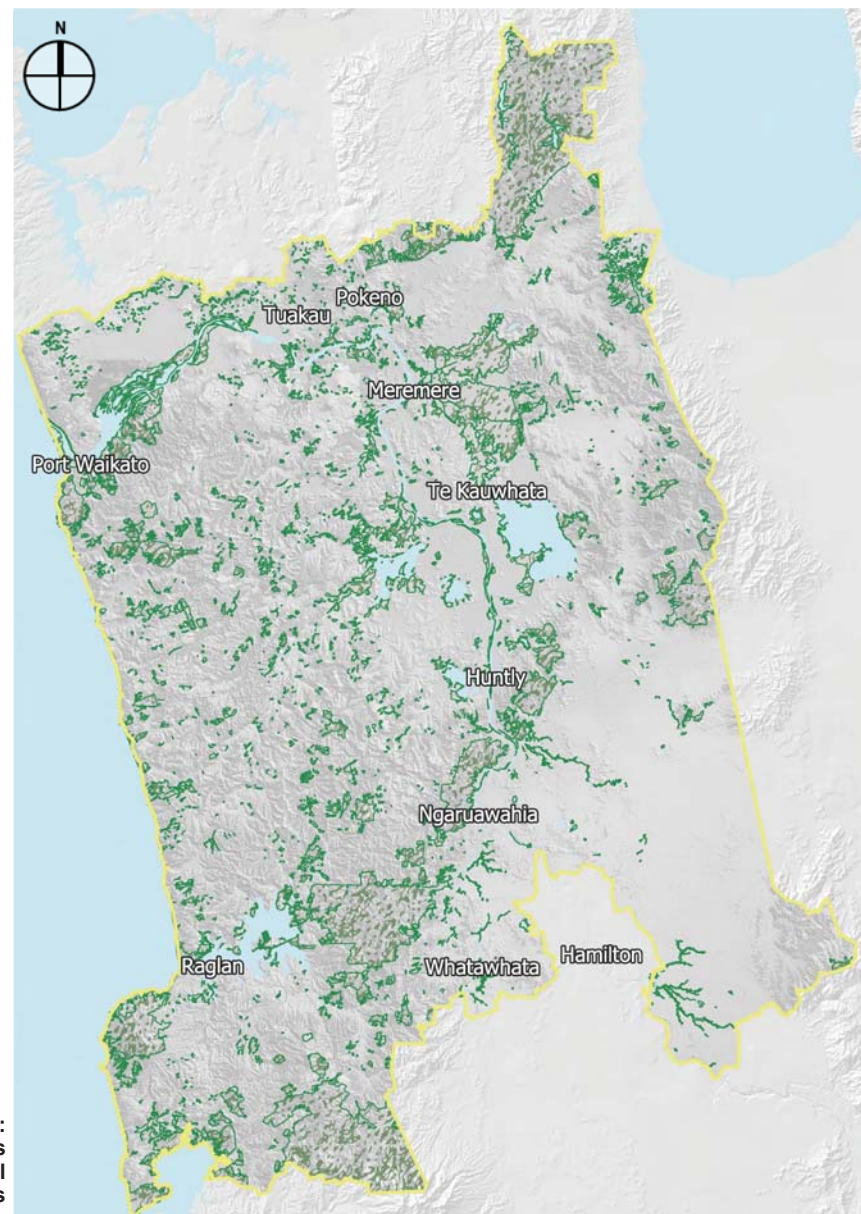 N
Pokeno
Tuakau
Meremere
Port Waikato
Te Kauwhata
Huntly
Ngaruawahia
Raglan
Whatawhata
Hamilton
:
s
l
s